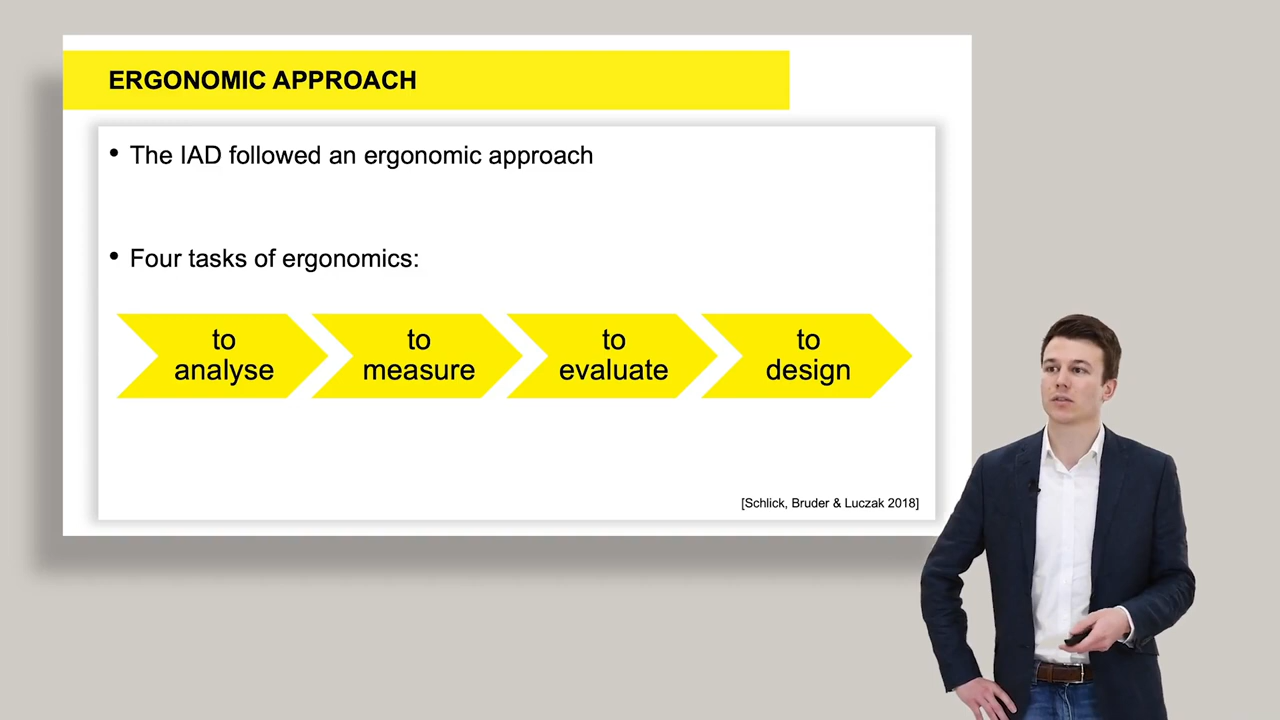 ERGONOMIC APPROACH
• The IAD followed an ergonomic approach
• Four tasks of ergonomics:
to
analyse
to
measure
to
evaluate
to
design
[Schlick, Bruder & Luczak 2018]